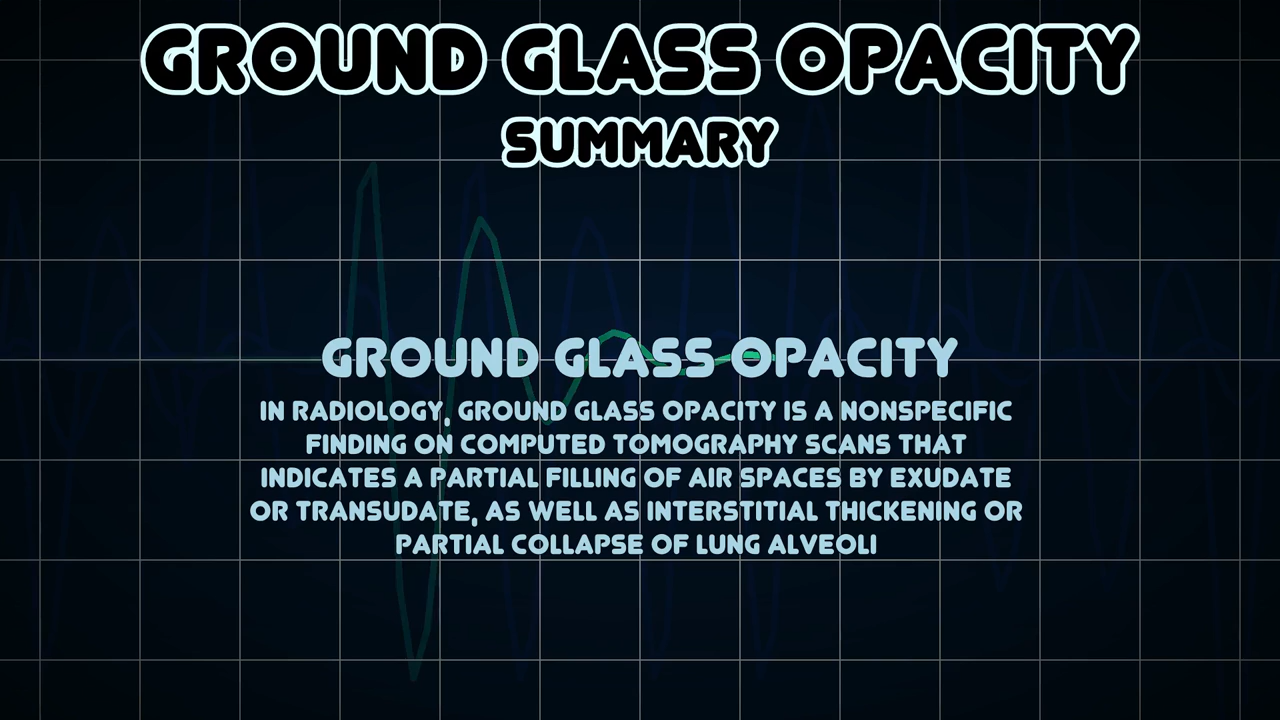 GROUND GLASS OPACITY
SUMMARY
GROUND GLASS OPACITY
IN RADIOLOGY, GROUND GLASS OPACITY IS A NONSPECIFIC
FINDING ON COMPUTED TOMOGRAPHY SCANS THAT
INDICATES A PARTIAL FILLING OF AIR SPACES BY EXUDATE
OR TRANSUDATE, AS WELL AS INTERSTITIAL THICKENING OR
PARTIAL COLLAPSE OF LUNG ALVEOLI